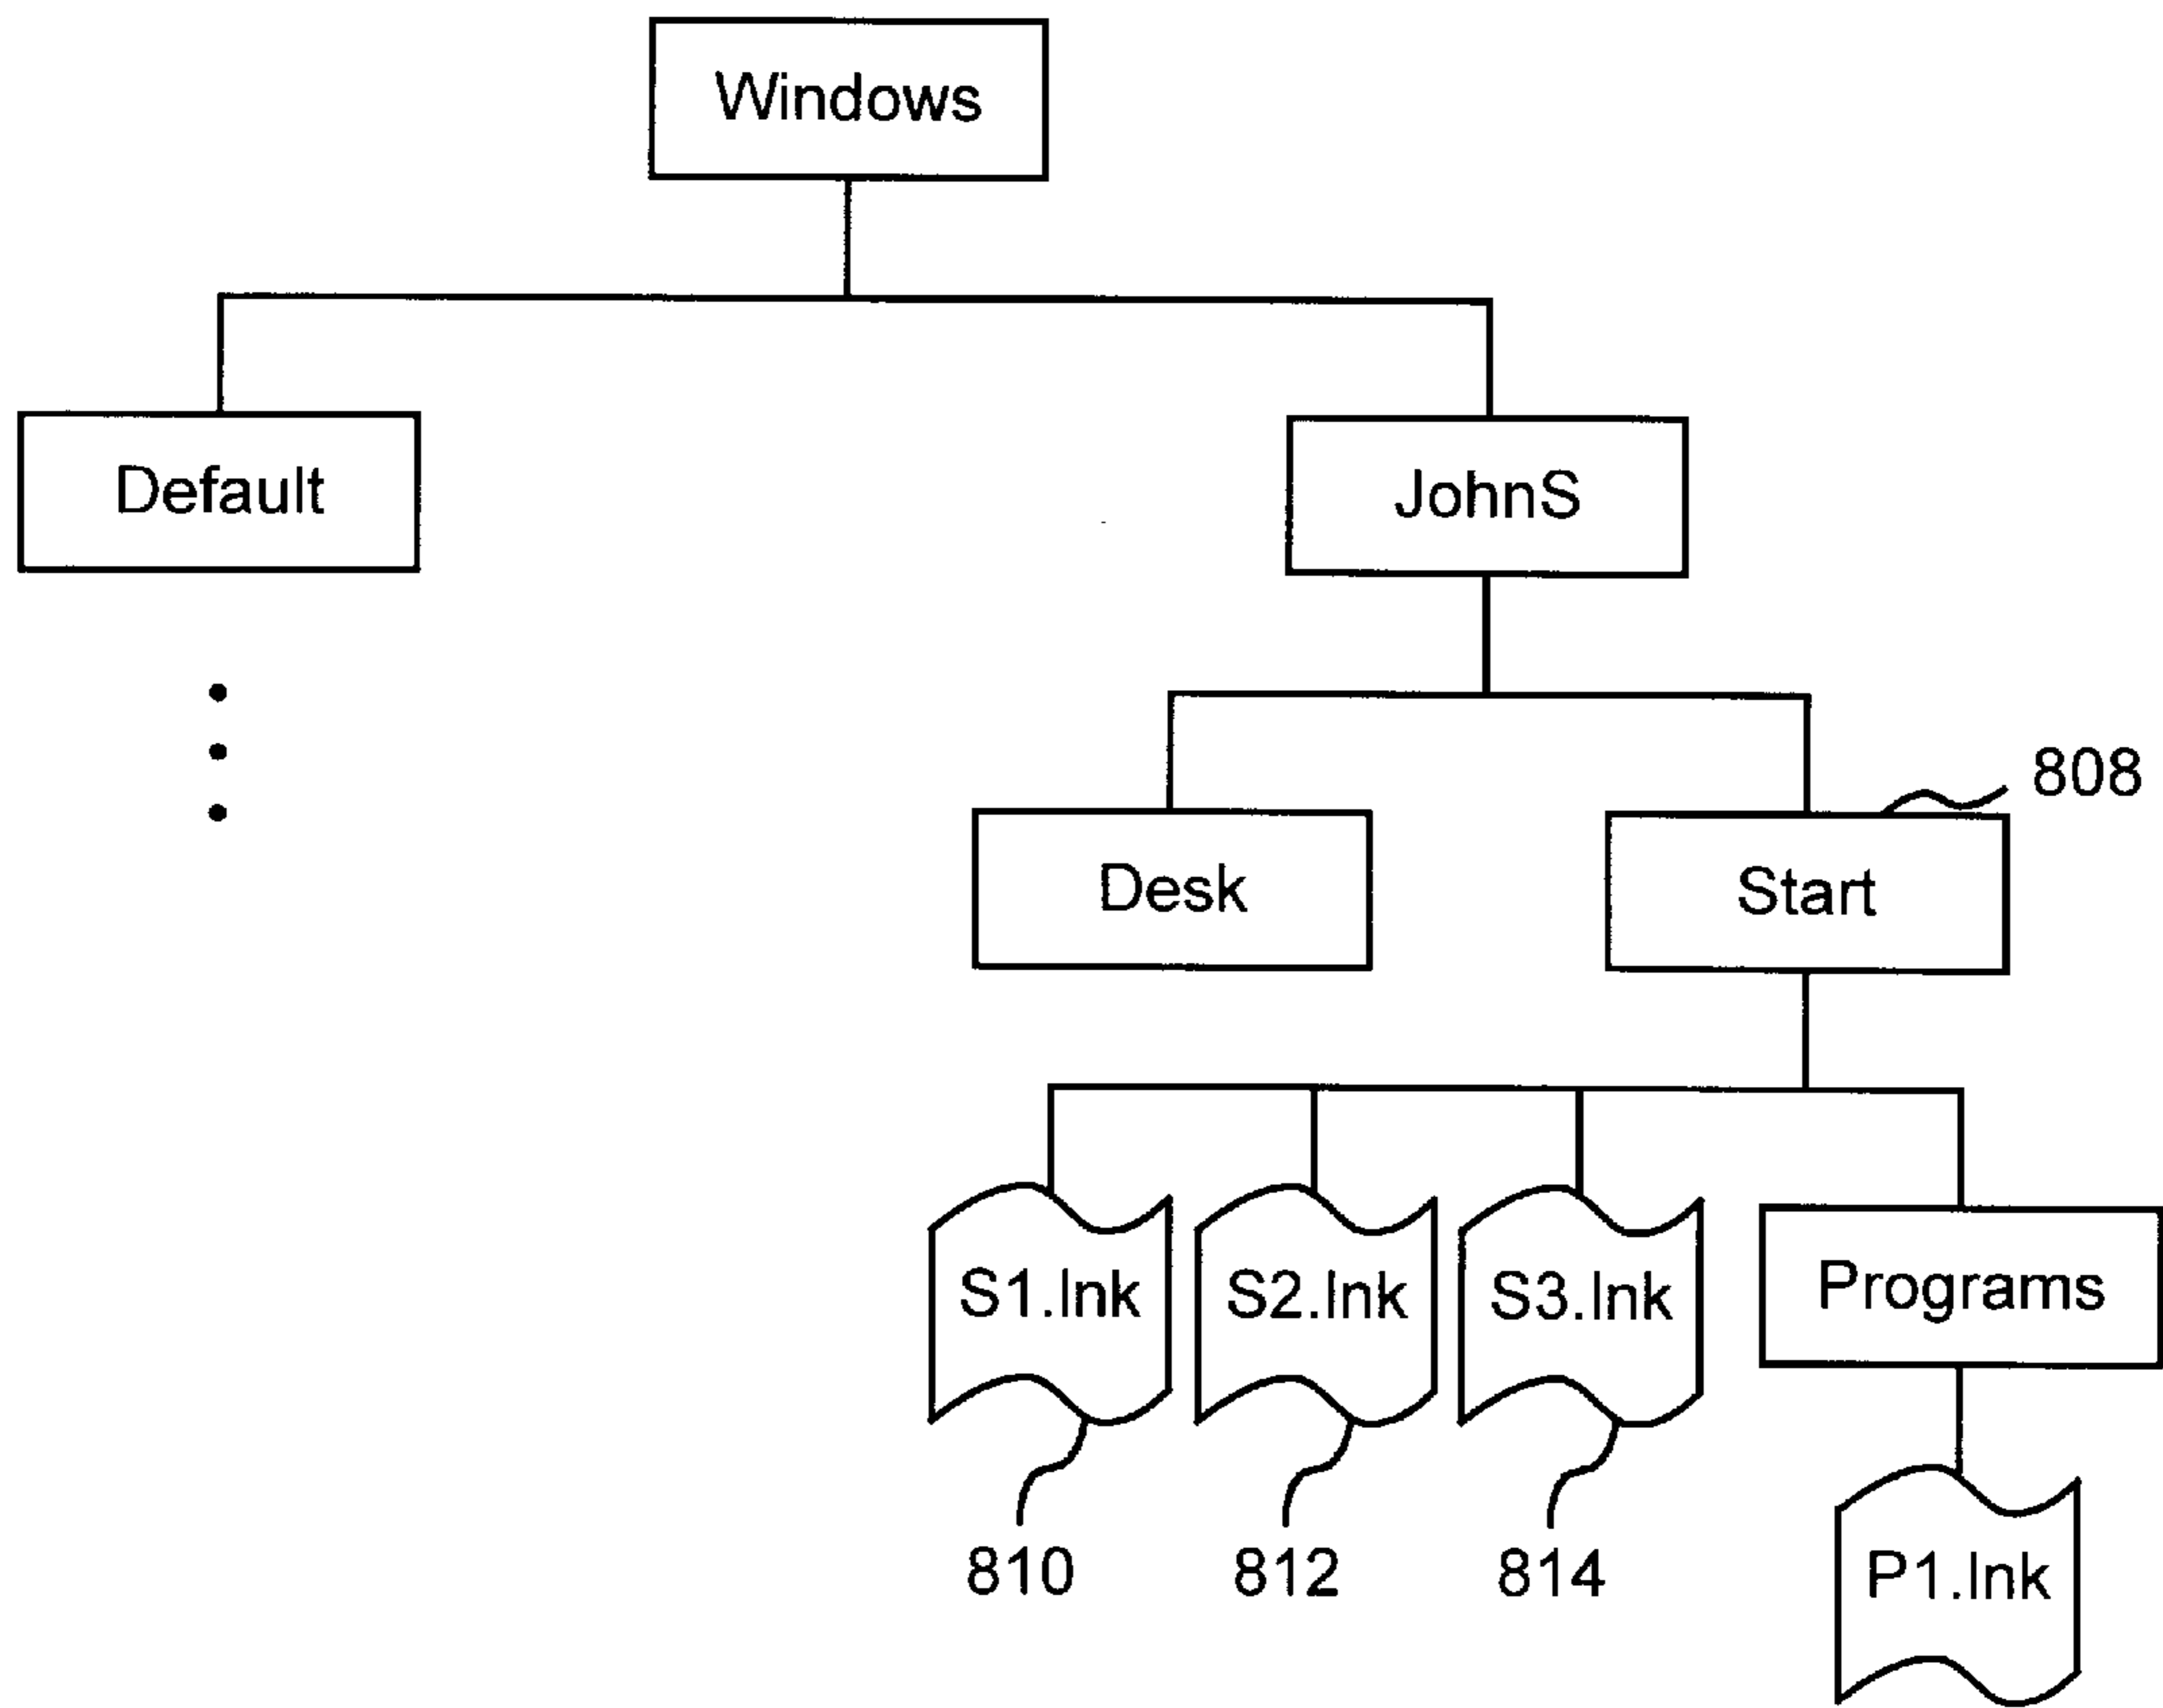 Windows
Default
JohnS
808
Desk
Start
S1.lnk
S2.lnk
S3.lnk
Programs
810
812
814
P1.lnk